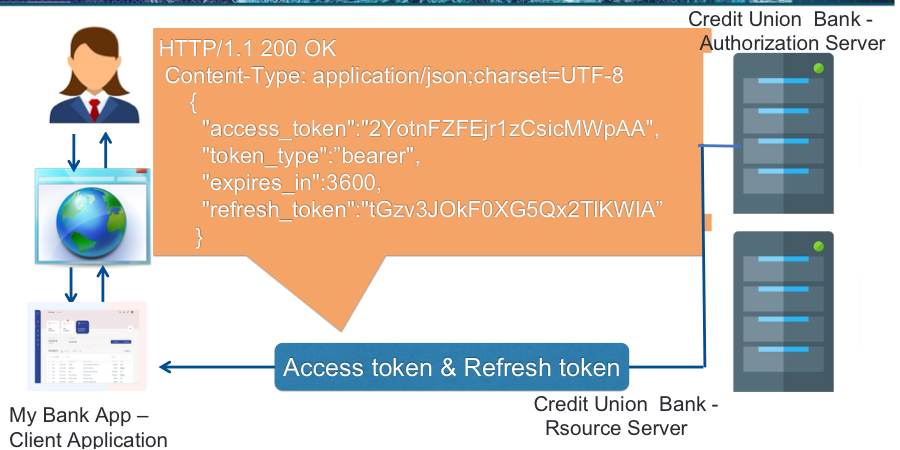 Credit Union Bank -
Authorization Server
HTTP/1.1 200 OK
Content-Type: application/json;charset=UTF-8
{
"access_token":"2YotnFZFEjr1zCsicMWpAA",
"token_type":”bearer",
"expires_in":3600,
"refresh_token":"tGzv3JOkF0XG5Qx2TlKWIA”
}
Access token & Refresh token
Credit Union Bank -
Rsource Server
My Bank App –
Client Application